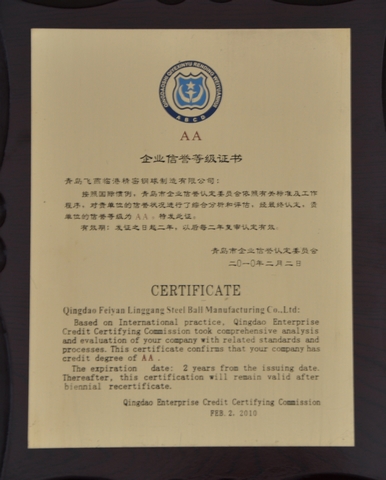 AA
企业信誉等级证书
青岛飞燕临港精密钢球制造有限公司:
按照国际惯例,青岛市企业信誉认定委员会依照有关标准及工作
程序,对贵单位的信誉状况进行了综合分析和评估,经最终认定,贵
单位的信誉等级为 AA,特发此证。
有效期:发证之日起二年,以后每二年复审认定有效。
青岛市企业信誉认定委员会
二〇一〇年二月二日
CERTIFICATE
Qingdao Feiyan Linggang Steel Ball Manufacturing Co.,Ltd:
Based on International practice, Qingdao Enterprise
Credit Certifying Commission took comprehensive analysis
and evaluation of your company with related standards and
processes. This certificate confirms that your company has
credit degree of AA .
The expiration date: 2 years from the issuing date.
Thereafter, this certification will remain valid after
biennial recertificate.
Qingdao Enterprise Credit Certifying Commission
FEB. 2. 2010